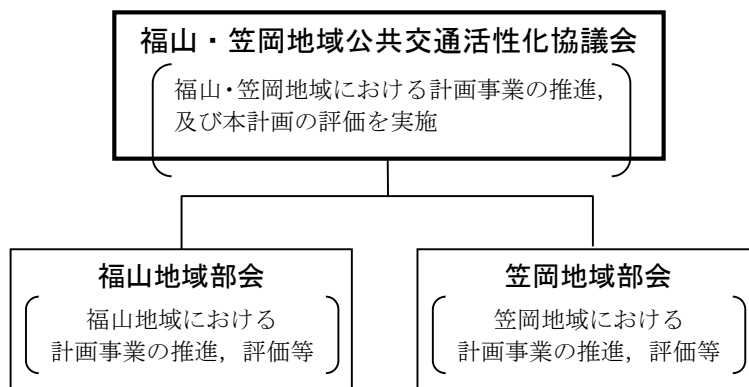 福山・笠岡地域公共交通活性化協議会
福山・笠岡地域における計画事業の推進,
及び本計画の評価を実施
福山地域部会
福山地域における
計画事業の推進, 評価等
笠岡地域部会
笠岡地域における
計画事業の推進, 評価等